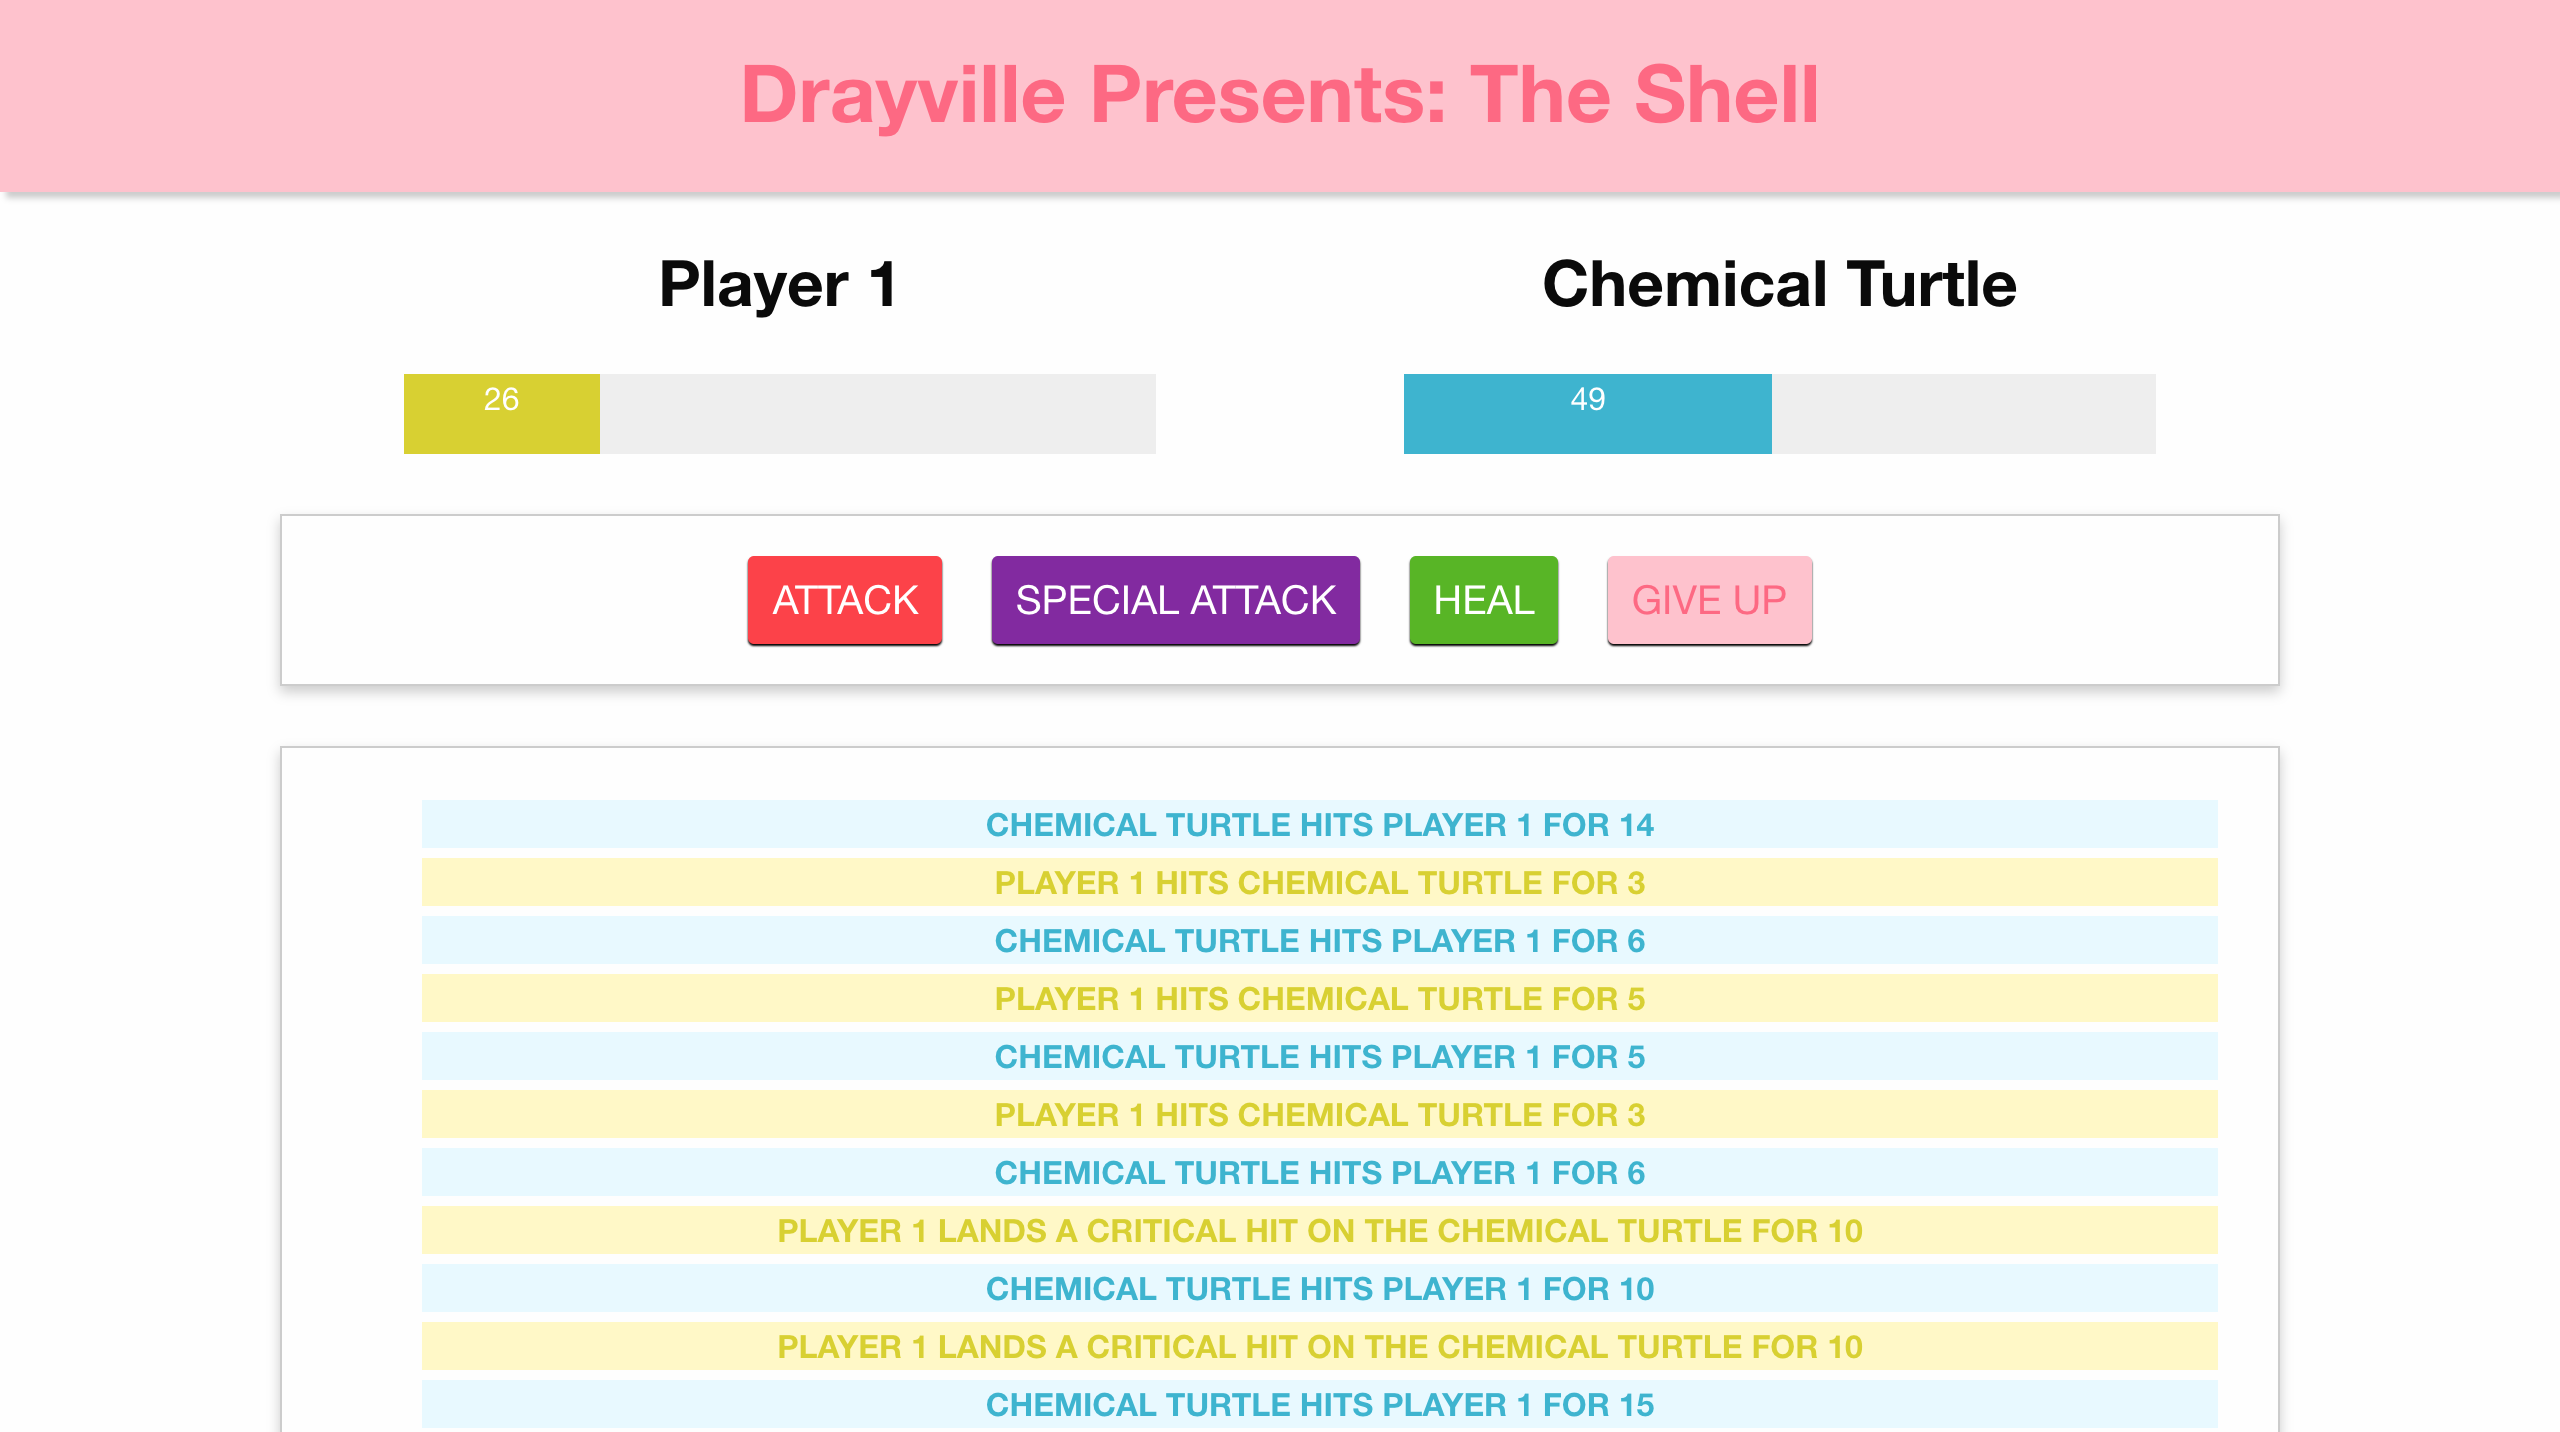 Drayville Presents: The Shell
Player 1
Chemical Turtle
26
49
ATTACK
SPECIAL ATTACK
HEAL
GIVE UP
CHEMICAL TURTLE HITS PLAYER 1 FOR 14
PLAYER 1 HITS CHEMICAL TURTLE FOR 3
CHEMICAL TURTLE HITS PLAYER 1 FOR 6
PLAYER 1 HITS CHEMICAL TURTLE FOR 5
CHEMICAL TURTLE HITS PLAYER 1 FOR 5
PLAYER 1 HITS CHEMICAL TURTLE FOR 3
CHEMICAL TURTLE HITS PLAYER 1 FOR 6
PLAYER 1 LANDS A CRITICAL HIT ON THE CHEMICAL TURTLE FOR 10
CHEMICAL TURTLE HITS PLAYER 1 FOR 10
PLAYER 1 LANDS A CRITICAL HIT ON THE CHEMICAL TURTLE FOR 10
CHEMICAL TURTLE HITS PLAYER 1 FOR 15